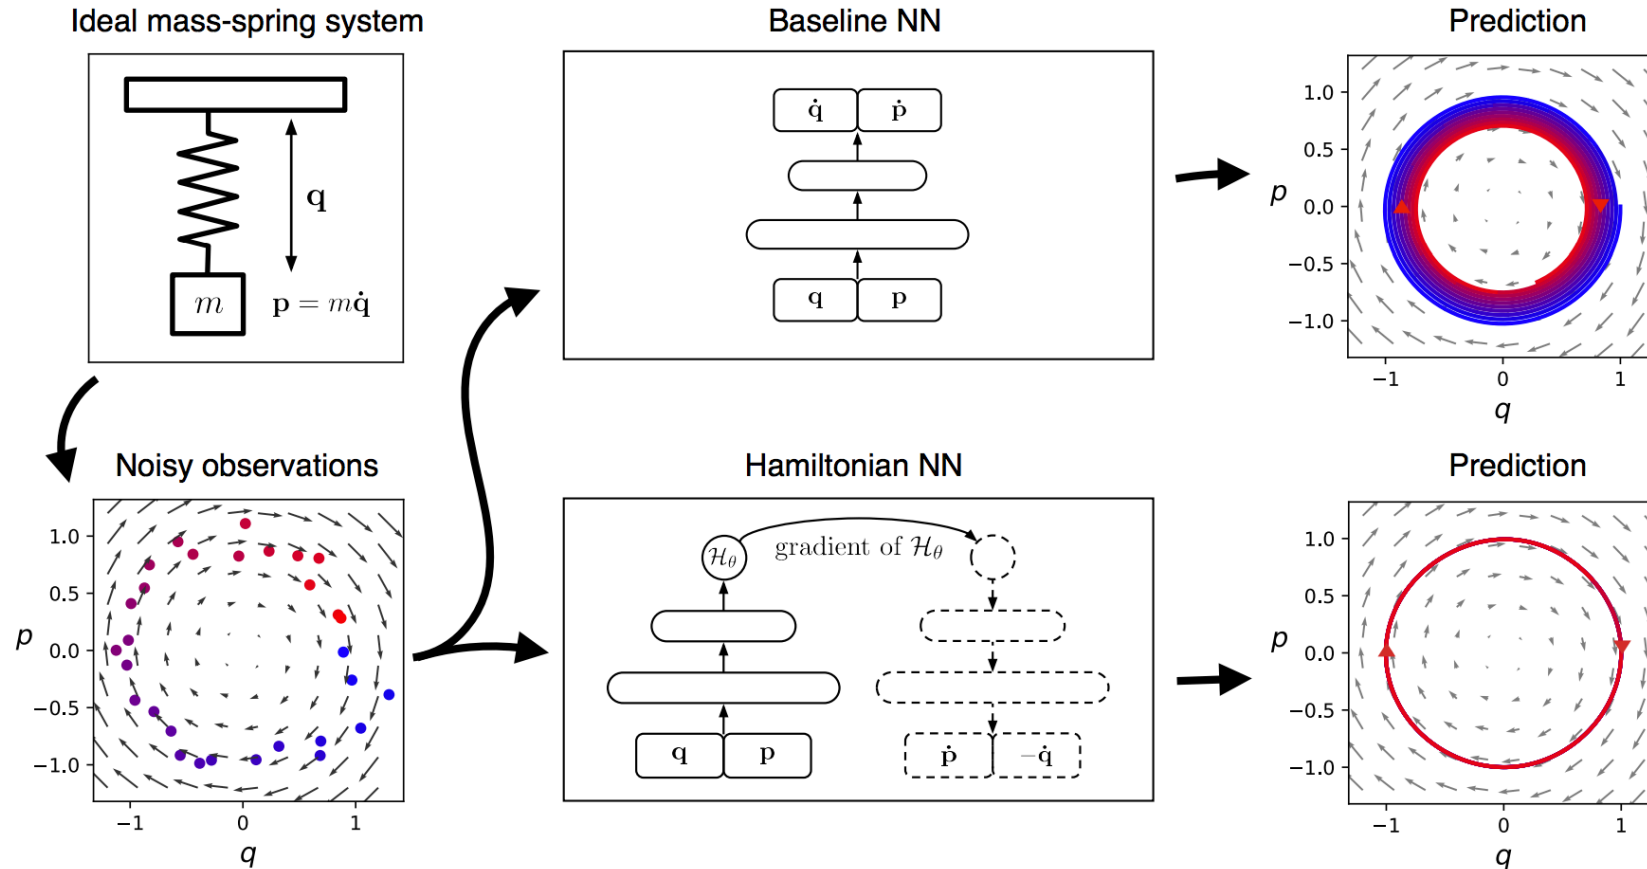 Ideal mass-spring system
q
m
p = mq̇
Noisy observations
1.0
0.5
0.0
−0.5
−1.0
p
−1 0 1
q
Baseline NN
q̇ ṗ
q p
Hamiltonian NN
ℋθ
gradient of ℋθ
q p
ṗ −q̇
Prediction
1.0
0.5
0.0
−0.5
−1.0
p
−1 0 1
q
Prediction
1.0
0.5
0.0
−0.5
−1.0
p
−1 0 1
q